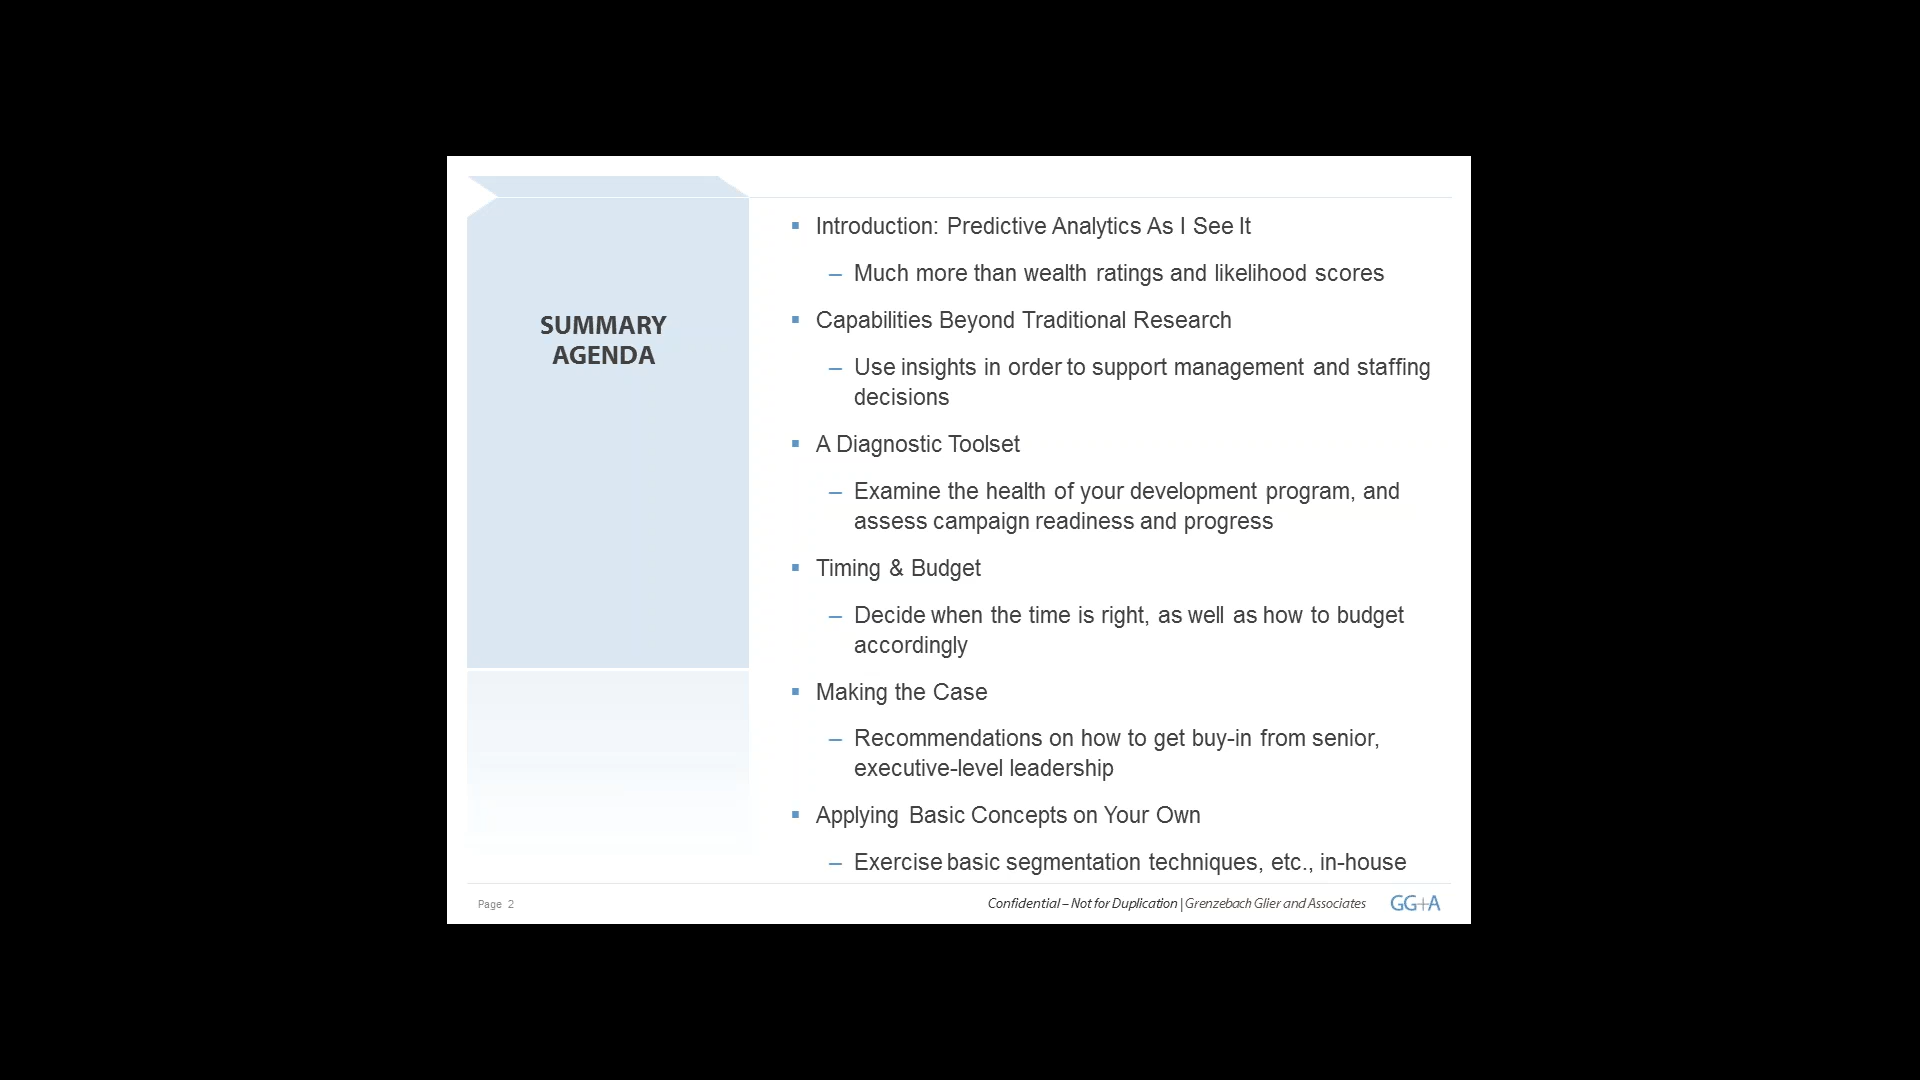 SUMMARY
AGENDA
▪ Introduction: Predictive Analytics As I See It
– Much more than wealth ratings and likelihood scores
▪ Capabilities Beyond Traditional Research
– Use insights in order to support management and staffing
decisions
▪ A Diagnostic Toolset
– Examine the health of your development program, and
assess campaign readiness and progress
▪ Timing & Budget
– Decide when the time is right, as well as how to budget
accordingly
▪ Making the Case
– Recommendations on how to get buy-in from senior,
executive-level leadership
▪ Applying Basic Concepts on Your Own
– Exercise basic segmentation techniques, etc., in-house
Page 2
Confidential – Not for Duplication | Grenzebach Glier and Associates
GG+A